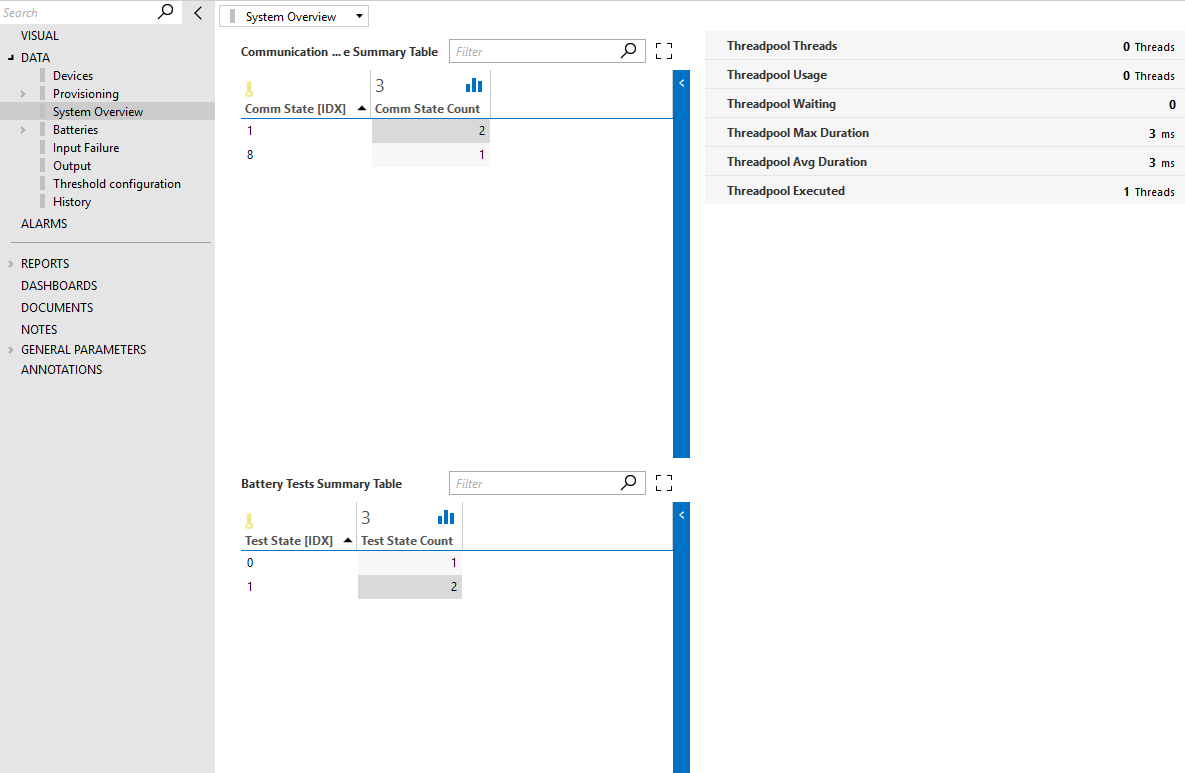 Search
VISUAL
DATA
Devices
Provisioning
System Overview
Batteries
Input Failure
Output
Threshold configuration
History
ALARMS
REPORTS
DASHBOARDS
DOCUMENTS
NOTES
GENERAL PARAMETERS
ANNOTATIONS
System Overview
Communication ... e Summary Table Filter
3
Comm State [IDX] Comm State Count
1 2
8 1
Battery Tests Summary Table Filter
3
Test State [IDX] Test State Count
0 1
1 2
Threadpool Threads 0 Threads
Threadpool Usage 0 Threads
Threadpool Waiting 0
Threadpool Max Duration 3 ms
Threadpool Avg Duration 3 ms
Threadpool Executed 1 Threads